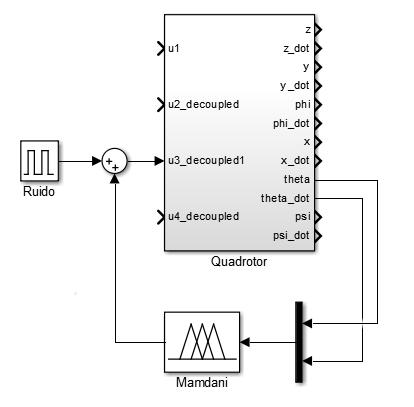 z
u1
z_dot
y
y_dot
u2_decoupled
phi
phi_dot
x
+
+
u3_decoupled1
x_dot
Ruido
theta
theta_dot
u4_decoupled
psi
psi_dot
Quadrotor
Mamdani